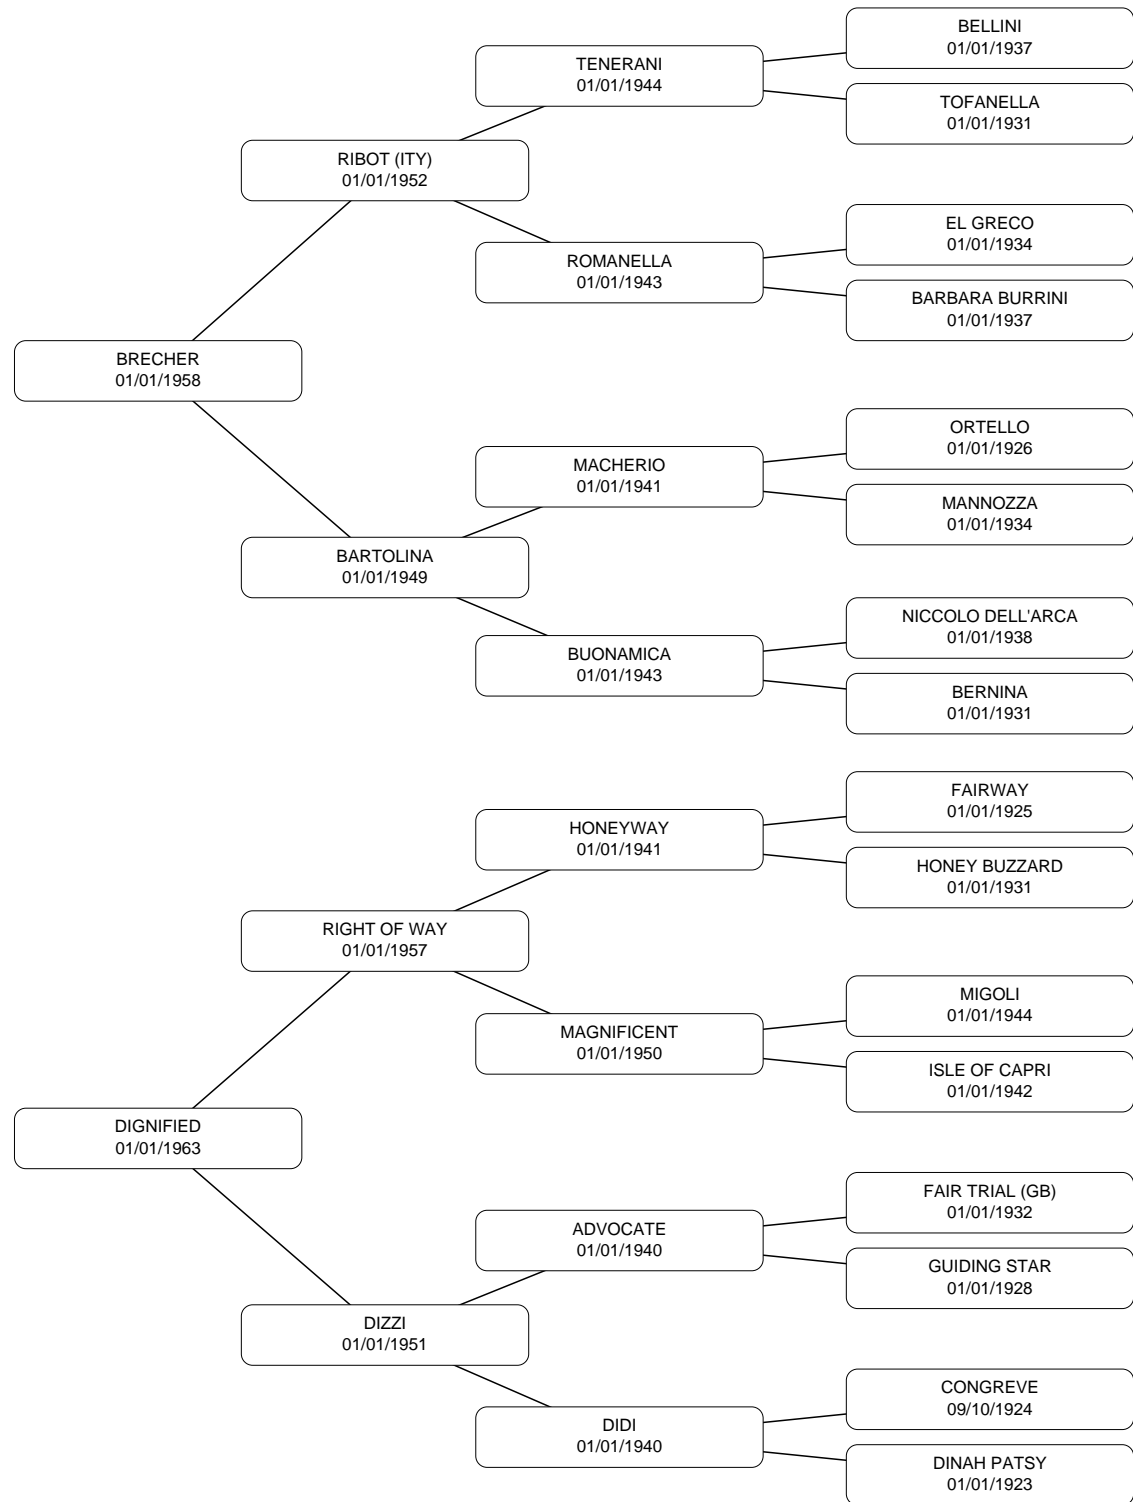 BELLINI
01/01/1937
TENERANI
01/01/1944
TOFANELLA
01/01/1931
RIBOT (ITY)
01/01/1952
EL GRECO
01/01/1934
ROMANELLA
01/01/1943
BARBARA BURRINI
01/01/1937
BRECHER
01/01/1958
ORTELLO
01/01/1926
MACHERIO
01/01/1941
MANNOZZA
01/01/1934
BARTOLINA
01/01/1949
NICCOLO DELL'ARCA
01/01/1938
BUONAMICA
01/01/1943
BERNINA
01/01/1931
FAIRWAY
01/01/1925
HONEYWAY
01/01/1941
HONEY BUZZARD
01/01/1931
RIGHT OF WAY
01/01/1957
MIGOLI
01/01/1944
MAGNIFICENT
01/01/1950
ISLE OF CAPRI
01/01/1942
DIGNIFIED
01/01/1963
FAIR TRIAL (GB)
01/01/1932
ADVOCATE
01/01/1940
GUIDING STAR
01/01/1928
DIZZI
01/01/1951
CONGREVE
09/10/1924
DIDI
01/01/1940
DINAH PATSY
01/01/1923